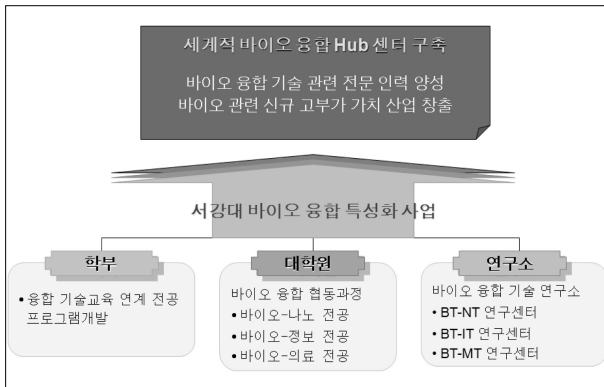 세계적 바이오 융합 Hub 센터 구축
바이오 융합 기술 관련 전문 인력 양성
바이오 관련 신규 고부가 가치 산업 창출
서강대 바이오 융합 특성화 사업
학부
• 융합 기술교육 연계 전공
프로그램개발
대학원
바이오 융합 협동과정
• 바이오-나노 전공
• 바이오-정보 전공
• 바이오-의료 전공
연구소
바이오 융합 기술 연구소
• BT-NT 연구센터
• BT-IT 연구센터
• BT-MT 연구센터